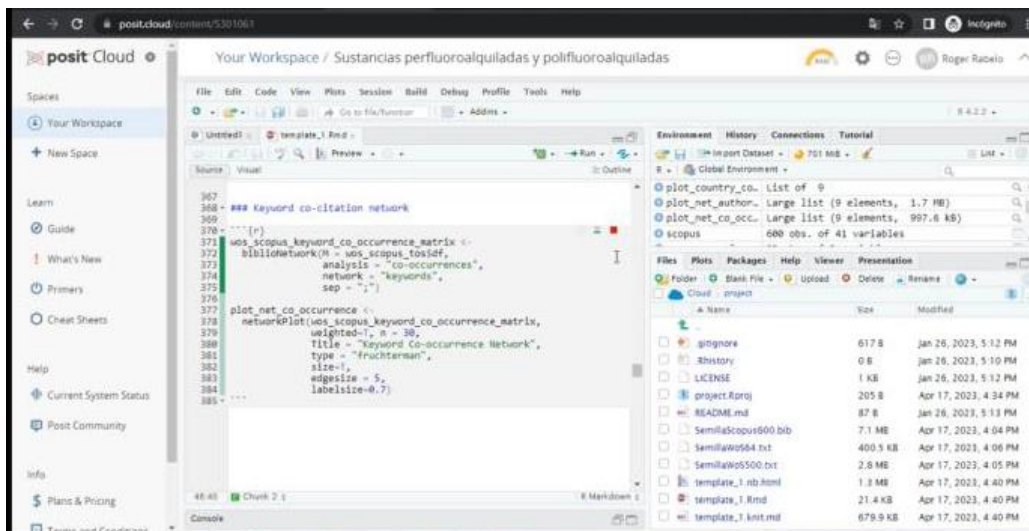 posit.cloud/content/5301061
Incógnito
posit Cloud
Your Workspace / Sustancias perfluoroalquiladas y polifluoroalquiladas
Roger Rabelo
Spaces
Your Workspace
New Space
Learn
Guide
What's New
Primers
Cheat Sheets
Help
Current System Status
Posit Community
Info
Plans & Pricing
Terms and Conditions
File Edit Code View Plots Session Build Debug Profile Tools Help
Go to file/function
Addins
R 4.2.2
Untitled1
template_1.Rmd
Preview
Run
Source Visual
Outline
367
368 ### Keyword co-citation network
369
370 ```{r}
371 wos_scopus_keyword_co_occurrence_matrix <-
372 biblioNetwork(M = wos_scopus_tos$df,
373 analysis = "co-occurrences",
374 network = "keywords",
375 sep = ";")
376
377 plot_net_co_occurrence <-
378 networkPlot(wos_scopus_keyword_co_occurrence_matrix,
379 weighted=T, n = 30,
380 Title = "Keyword Co-occurrence Network",
381 type = "fruchterman",
382 size=T,
383 edgesize = 5,
384 labelsize=0.7)
385 ```
46:45 Chunk 2
R Markdown
Console
Environment History Connections Tutorial
Import Dataset 701 MiB List
R Global Environment
plot_country_co… List of 9
plot_net_author… Large list (9 elements, 1.7 MB)
plot_net_co_occ… Large list (9 elements, 997.6 kB)
scopus 600 obs. of 41 variables
Files Plots Packages Help Viewer Presentation
Folder Blank File Upload Delete Rename
Cloud project
Name Size Modified
..
.gitignore 617 B Jan 26, 2023, 5:12 PM
.Rhistory 0 B Jan 26, 2023, 5:10 PM
LICENSE 1 KB Jan 26, 2023, 5:12 PM
project.Rproj 205 B Apr 17, 2023, 4:34 PM
README.md 87 B Jan 26, 2023, 5:13 PM
SemillaScopus600.bib 7.1 MB Apr 17, 2023, 4:04 PM
SemillaWoS64.txt 400.5 KB Apr 17, 2023, 4:06 PM
SemillaWoS500.txt 2.8 MB Apr 17, 2023, 4:05 PM
template_1.nb.html 1.3 MB Apr 17, 2023, 4:40 PM
template_1.Rmd 21.4 KB Apr 17, 2023, 4:40 PM
template_1.knit.md 679.9 KB Apr 17, 2023, 4:40 PM